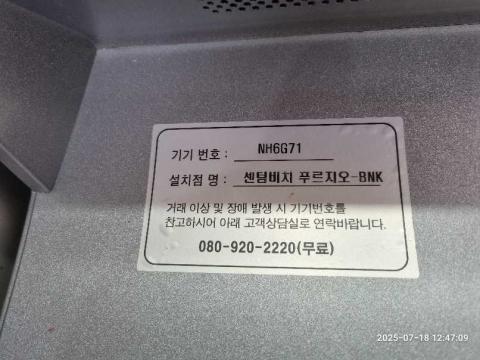 기기 번호 : NH6G71
설치점 명 : 센텀비치 푸르지오-BNK
거래 이상 및 장애 발생 시 기기번호를
참고하시어 아래 고객상담실로 연락바랍니다.
080-920-2220(무료)
2025-07-18 12:47:09